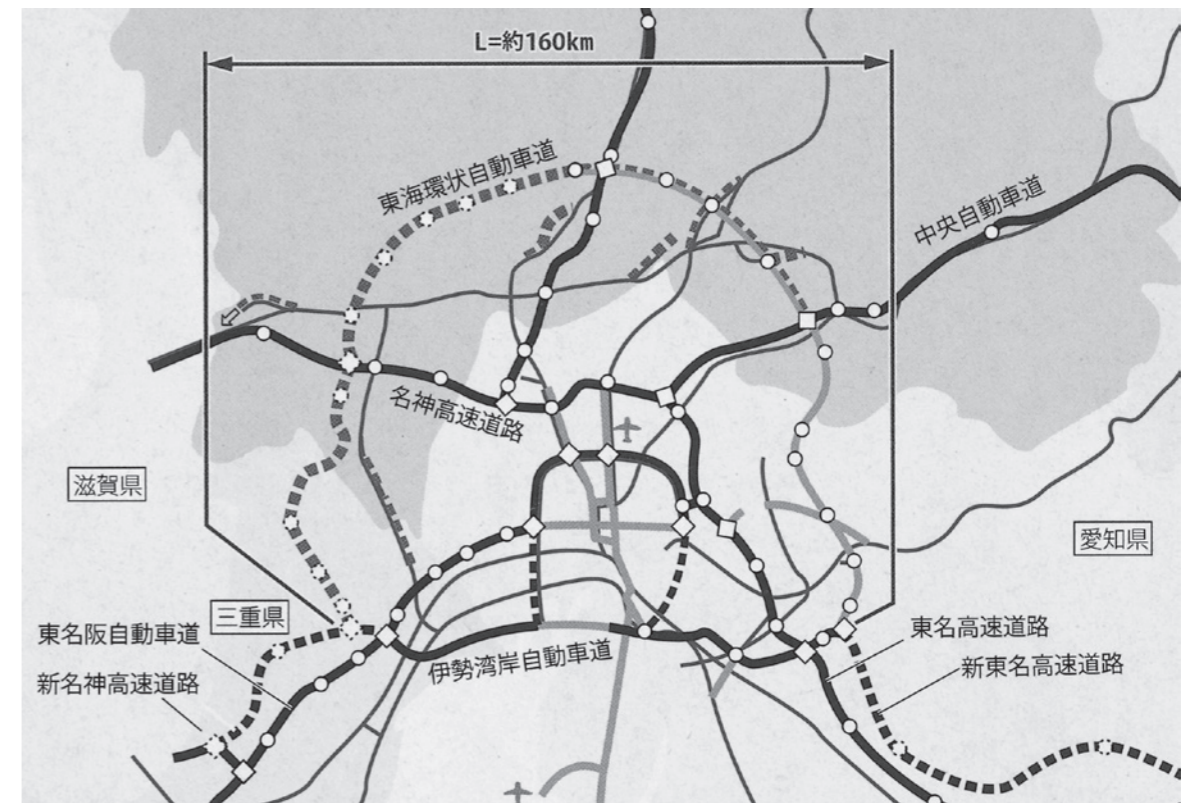 L=約160km
東海環状自動車道
中央自動車道
名神高速道路
滋賀県
愛知県
三重県
東名阪自動車道
新名神高速道路
伊勢湾岸自動車道
東名高速道路
新東名高速道路